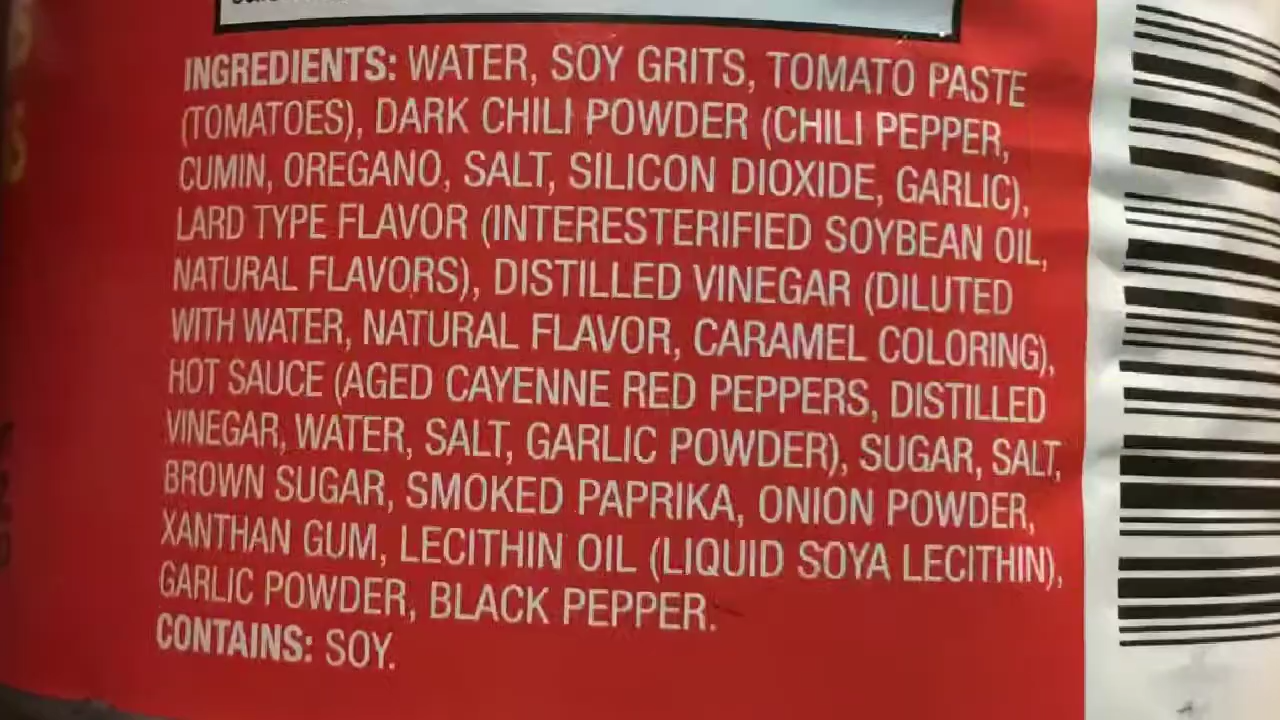 INGREDIENTS: WATER, SOY GRITS, TOMATO PASTE
(TOMATOES), DARK CHILI POWDER (CHILI PEPPER,
CUMIN, OREGANO, SALT, SILICON DIOXIDE, GARLIC),
LARD TYPE FLAVOR (INTERESTERIFIED SOYBEAN OIL,
NATURAL FLAVORS), DISTILLED VINEGAR (DILUTED
WITH WATER, NATURAL FLAVOR, CARAMEL COLORING),
HOT SAUCE (AGED CAYENNE RED PEPPERS, DISTILLED
VINEGAR, WATER, SALT, GARLIC POWDER), SUGAR, SALT,
BROWN SUGAR, SMOKED PAPRIKA, ONION POWDER,
XANTHAN GUM, LECITHIN OIL (LIQUID SOYA LECITHIN),
GARLIC POWDER, BLACK PEPPER.
CONTAINS: SOY.